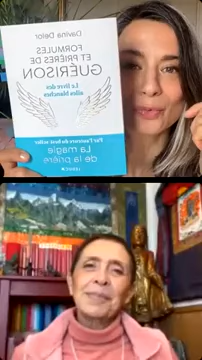 Davina Delor
FORMULES
ET PRIÈRES DE
GUÉRISON
Le livre des
ailes blanches
Par l'auteure du best-seller
La magie
de la prière